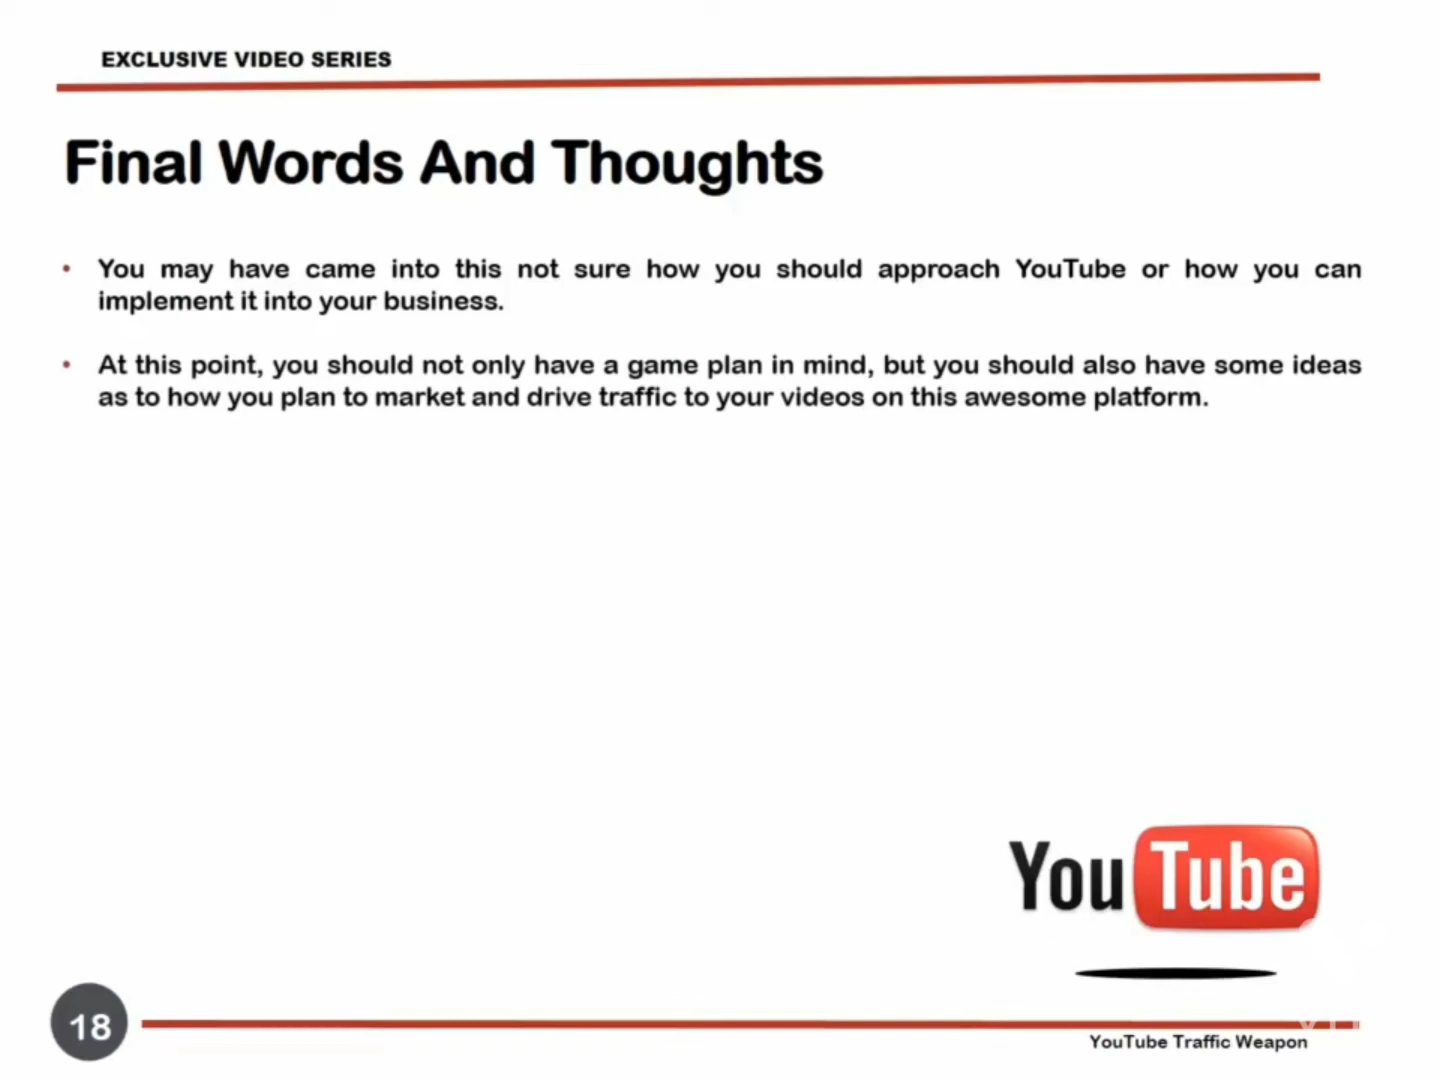 EXCLUSIVE VIDEO SERIES
Final Words And Thoughts
• You may have came into this not sure how you should approach YouTube or how you can
implement it into your business.
• At this point, you should not only have a game plan in mind, but you should also have some ideas
as to how you plan to market and drive traffic to your videos on this awesome platform.
YouTube
18
YouTube Traffic Weapon